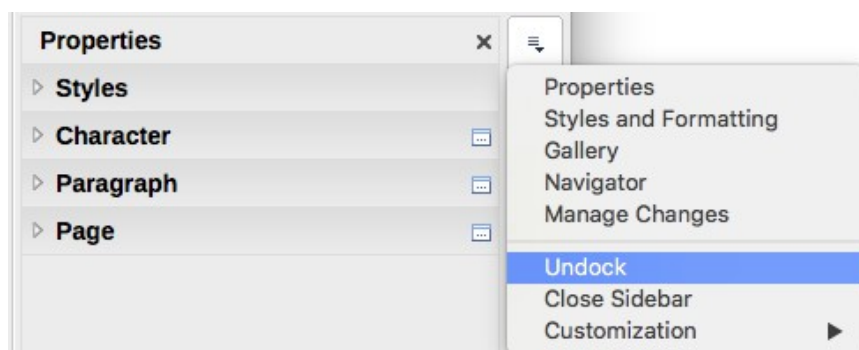 Properties
Styles
Character
Paragraph
Page
Properties
Styles and Formatting
Gallery
Navigator
Manage Changes
Undock
Close Sidebar
Customization